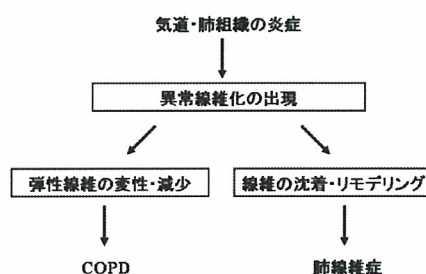 気道・肺組織の炎症
異常線維化の出現
弾性線維の変性・減少
線維の沈着・リモデリング
COPD
肺線維症